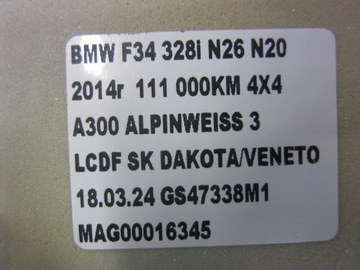 BMW F34 328i N26 N20
2014r 111 000KM 4X4
A300 ALPINWEISS 3
LCDF SK DAKOTA/VENETO
18.03.24 GS47338M1
MAG00016345